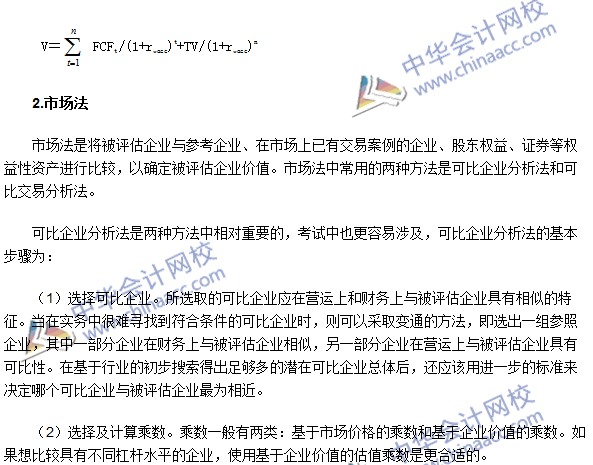 V=∑ FCFt/(1+rwacc)^t+TV/(1+rwacc)^n
n
t=1
中华会计网校
www.chinaacc.com
2.市场法
市场法是将被评估企业与参考企业、在市场上已有交易案例的企业、股东权益、证券等权
益性资产进行比较，以确定被评估企业价值。市场法中常用的两种方法是可比企业分析法和可
比交易分析法。
可比企业分析法是两种方法中相对重要的，考试中也更容易涉及，可比企业分析法的基本
步骤为：
中华会计网校
www.chinaacc.com
（1）选择可比企业。所选取的可比企业应在营运上和财务上与被评估企业具有相似的特
征。当在实务中很难寻找到符合条件的可比企业时，则可以采取变通的方法，即选出一组参照
企业，其中一部分企业在财务上与被评估企业相似，另一部分企业在营运上与被评估企业具有
可比性。在基于行业的初步搜索得出足够多的潜在可比企业总体后，还应该用进一步的标准来
决定哪个可比企业与被评估企业最为相近。
中华会计网校
www.chinaacc.com
（2）选择及计算乘数。乘数一般有两类：基于市场价格的乘数和基于企业价值的乘数。如
果想比较具有不同杠杆水平的企业，使用基于企业价值的估值乘数是更合适的。